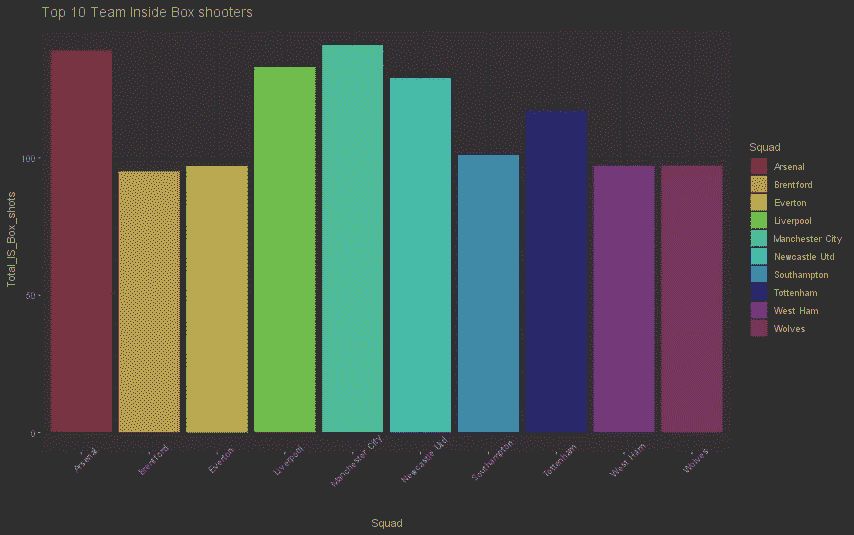 Top 10 Team Inside Box shooters
Total_IS_Box_shots
100
50
0
Arsenal
Brentford
Everton
Liverpool
Manchester City
Newcastle Utd
Southampton
Tottenham
West Ham
Wolves
Squad
Squad
Arsenal
Brentford
Everton
Liverpool
Manchester City
Newcastle Utd
Southampton
Tottenham
West Ham
Wolves